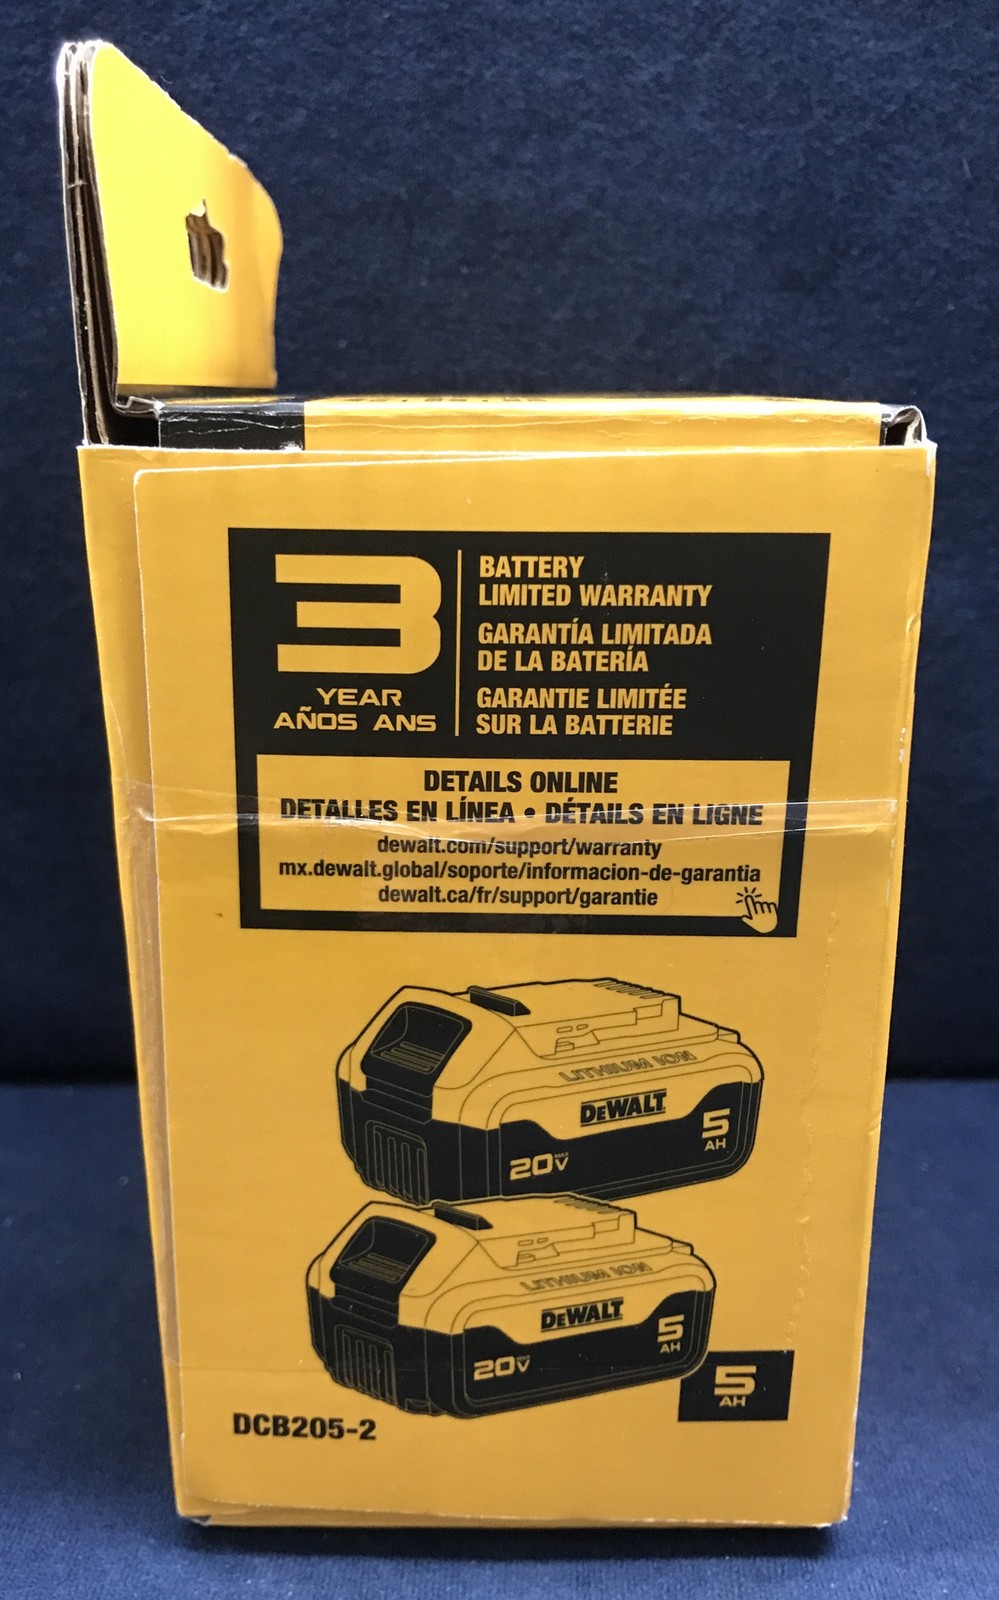 3
YEAR
AÑOS ANS
BATTERY
LIMITED WARRANTY
GARANTÍA LIMITADA
DE LA BATERÍA
GARANTIE LIMITÉE
SUR LA BATTERIE
DETAILS ONLINE
DETALLES EN LÍNEA • DÉTAILS EN LIGNE
dewalt.com/support/warranty
mx.dewalt.global/soporte/informacion-de-garantia
dewalt.ca/fr/support/garantie
LITHIUM ION
DEWALT
5
AH
20V MAX
LITHIUM ION
DEWALT
5
AH
20V MAX
5
AH
DCB205-2